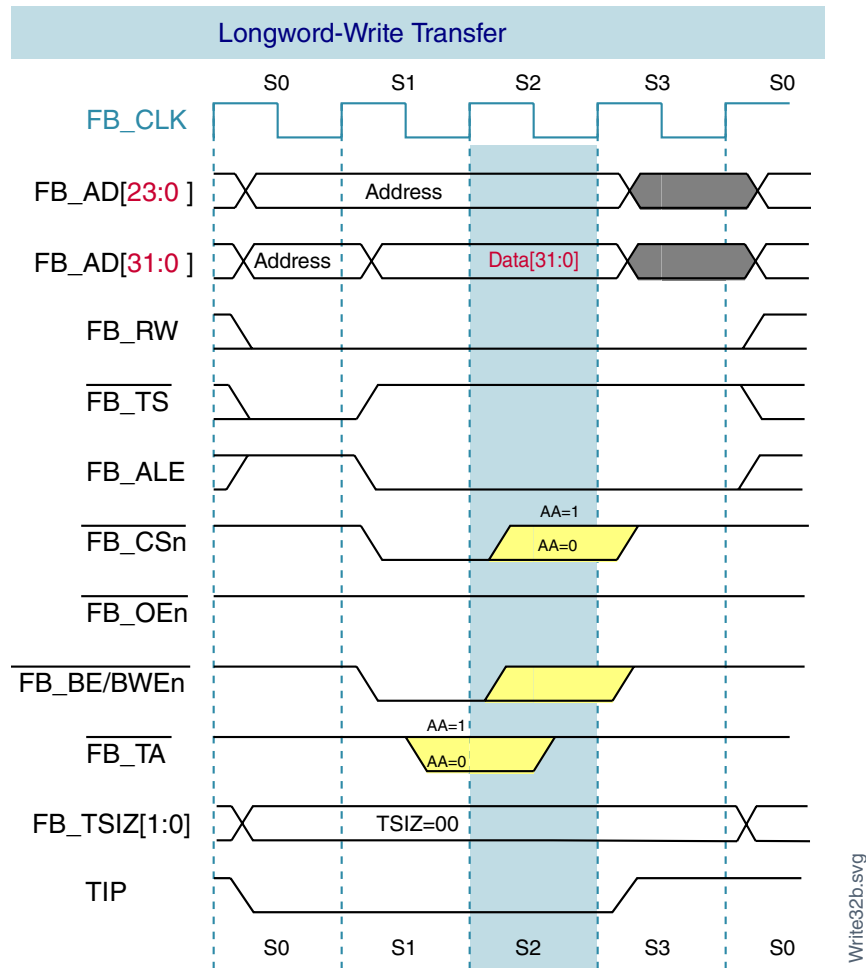 Longword-Write Transfer
S0 S1 S2 S3 S0
FB_CLK
FB_AD[23:0 ] Address
FB_AD[31:0 ] Address Data[31:0]
FB_RW
FB_TS
FB_ALE
AA=1
FB_CSn AA=0
FB_OEn
FB_BE/BWEn
AA=1
FB_TA AA=0
FB_TSIZ[1:0] TSIZ=00
TIP
S0 S1 S2 S3 S0
Write32b.svg